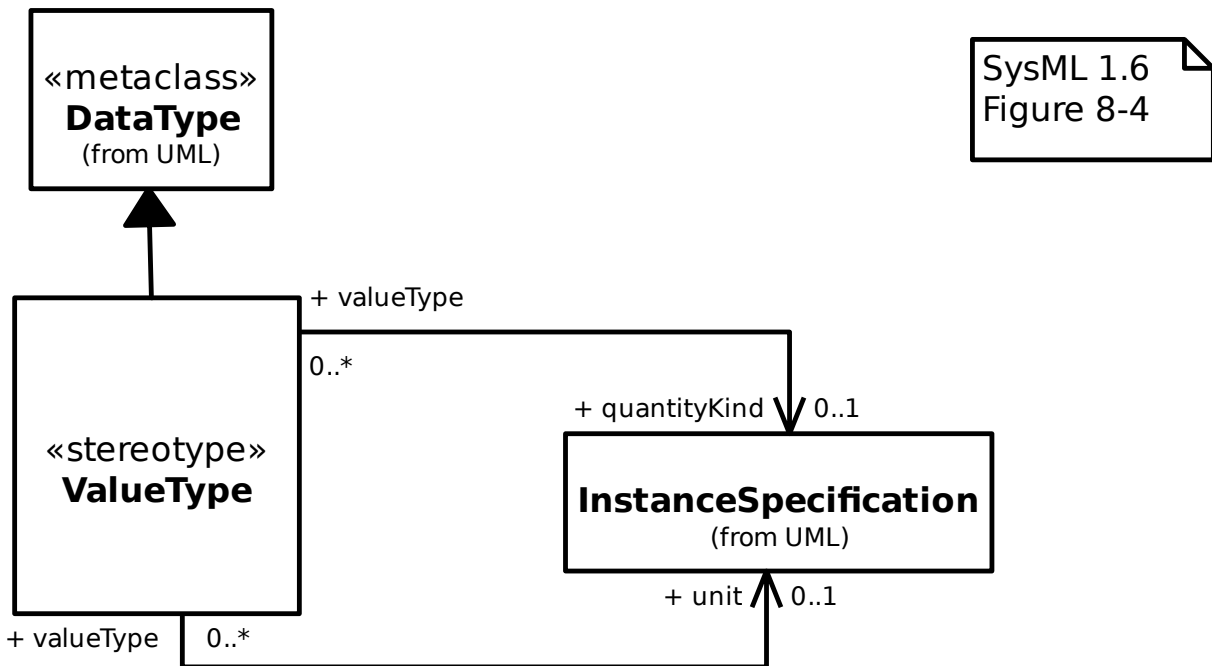 «metaclass»
DataType
(from UML)
SysML 1.6
Figure 8-4
+ valueType
0..*
«stereotype»
ValueType
+ quantityKind
0..1
InstanceSpecification
(from UML)
+ unit
0..1
+ valueType
0..*